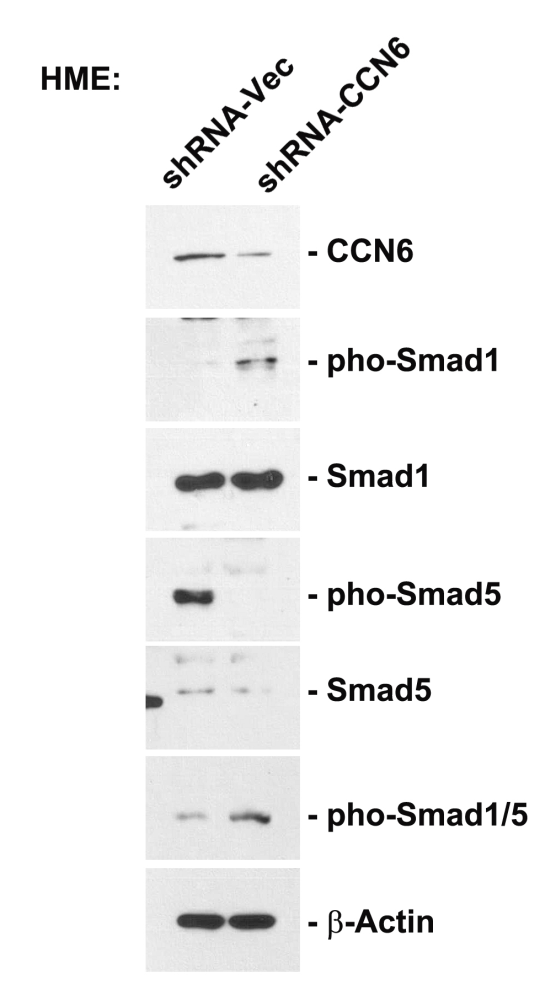 HME:
shRNA-Vec
shRNA-CCN6
- CCN6
- pho-Smad1
- Smad1
- pho-Smad5
- Smad5
- pho-Smad1/5
- β-Actin